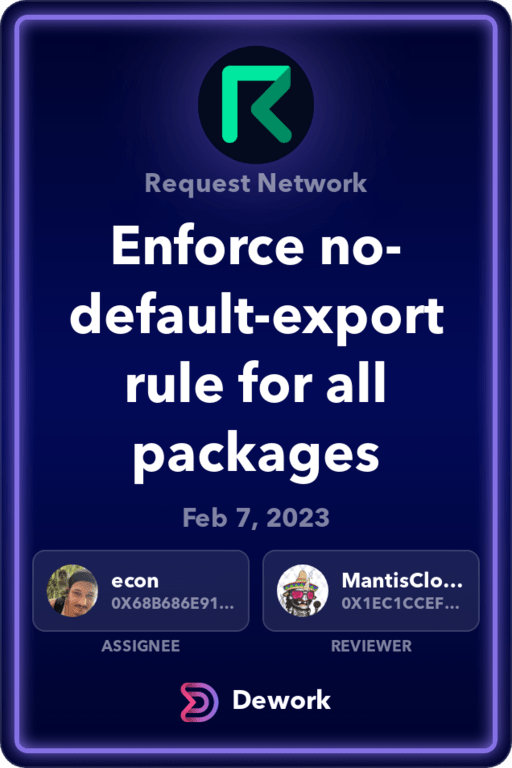 Request Network
Enforce no-
default-export
rule for all
packages
Feb 7, 2023
econ
0X68B686E91...
ASSIGNEE
MantisClo...
0X1EC1CCEF...
REVIEWER
Dework